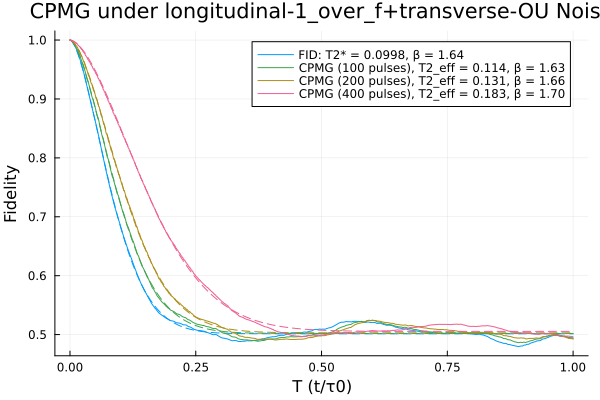 CPMG under longitudinal-1_over_f+transverse-OU Nois
FID: T2* = 0.0998, β = 1.64
CPMG (100 pulses), T2_eff = 0.114, β = 1.63
CPMG (200 pulses), T2_eff = 0.131, β = 1.66
CPMG (400 pulses), T2_eff = 0.183, β = 1.70
Fidelity
1.0
0.9
0.8
0.7
0.6
0.5
0.00
0.25
0.50
0.75
1.00
T (t/τ0)